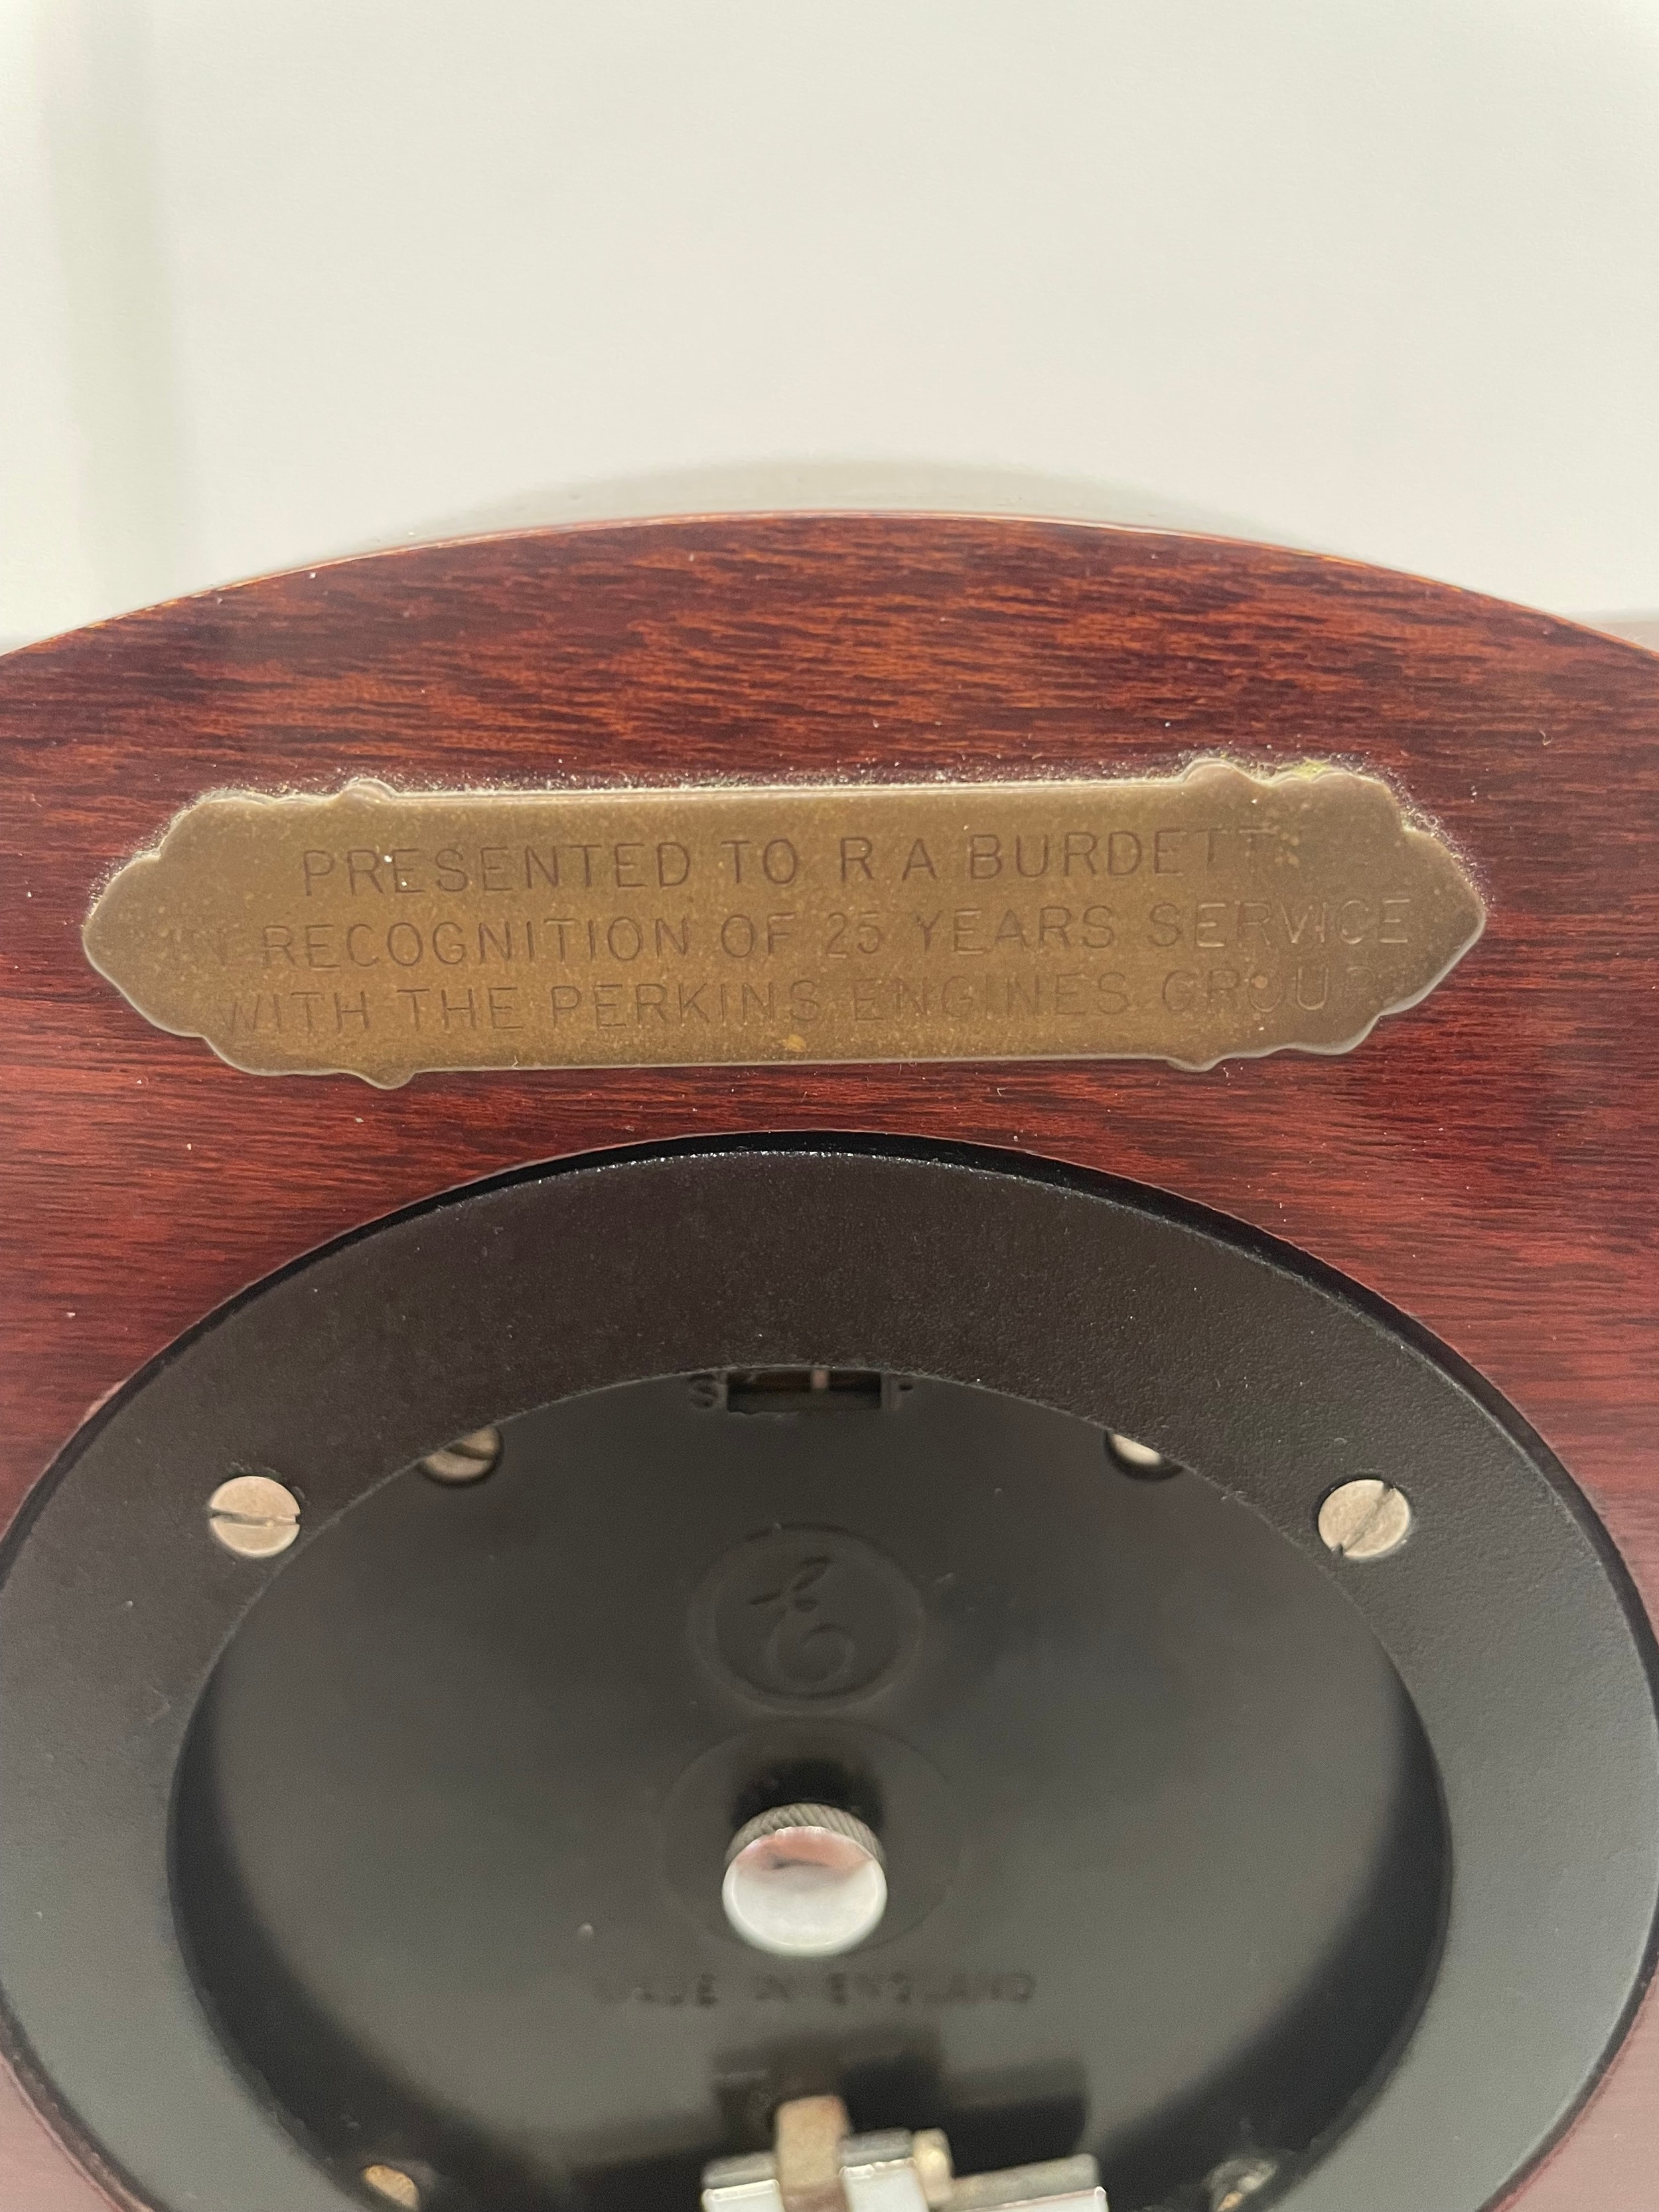 PRESENTED TO R A BURDETT
IN RECOGNITION OF 25 YEARS SERVICE
WITH THE PERKINS ENGINES GROUP
S F
E
MADE IN ENGLAND